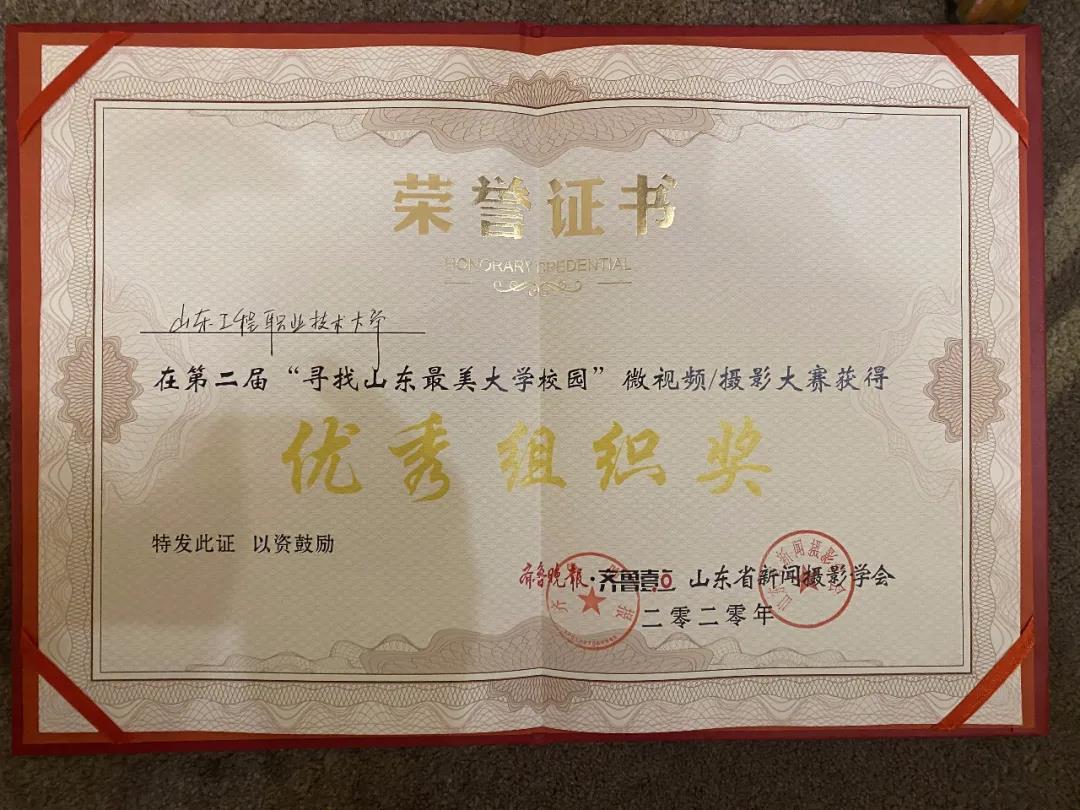 荣誉证书
HONORARY CREDENTIAL
山东工程职业技术大学
在第二届“寻找山东最美大学校园”微视频/摄影大赛获得
优秀组织奖
特发此证 以资鼓励
齐鲁晚报·齐鲁壹点 山东省新闻摄影学会
二零二零年